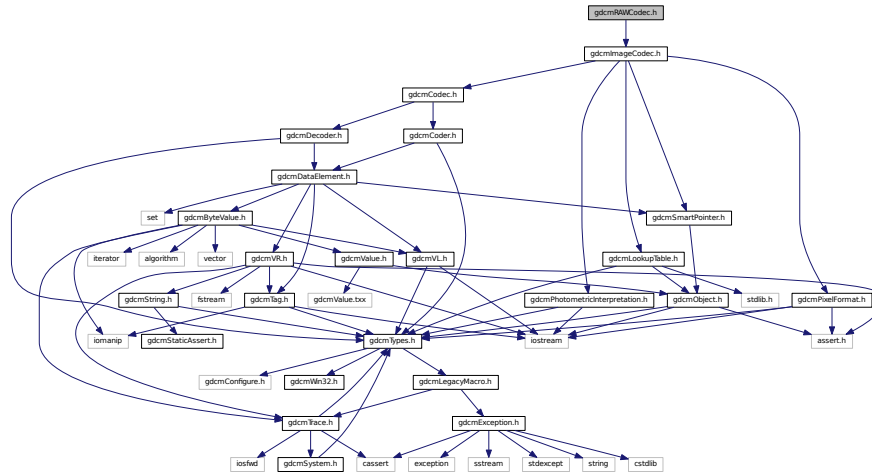 gdcmRAWCodec.h
gdcmImageCodec.h
gdcmCodec.h
gdcmDecoder.h
gdcmCoder.h
gdcmDataElement.h
set
gdcmByteValue.h
gdcmSmartPointer.h
iterator
algorithm
vector
gdcmVR.h
gdcmValue.h
gdcmVL.h
gdcmLookupTable.h
gdcmString.h
fstream
gdcmTag.h
gdcmValue.txx
gdcmPhotometricInterpretation.h
gdcmObject.h
stdlib.h
gdcmPixelFormat.h
iomanip
gdcmStaticAssert.h
gdcmTypes.h
iostream
assert.h
gdcmConfigure.h
gdcmWin32.h
gdcmLegacyMacro.h
gdcmTrace.h
gdcmException.h
iosfwd
gdcmSystem.h
cassert
exception
sstream
stdexcept
string
cstdlib